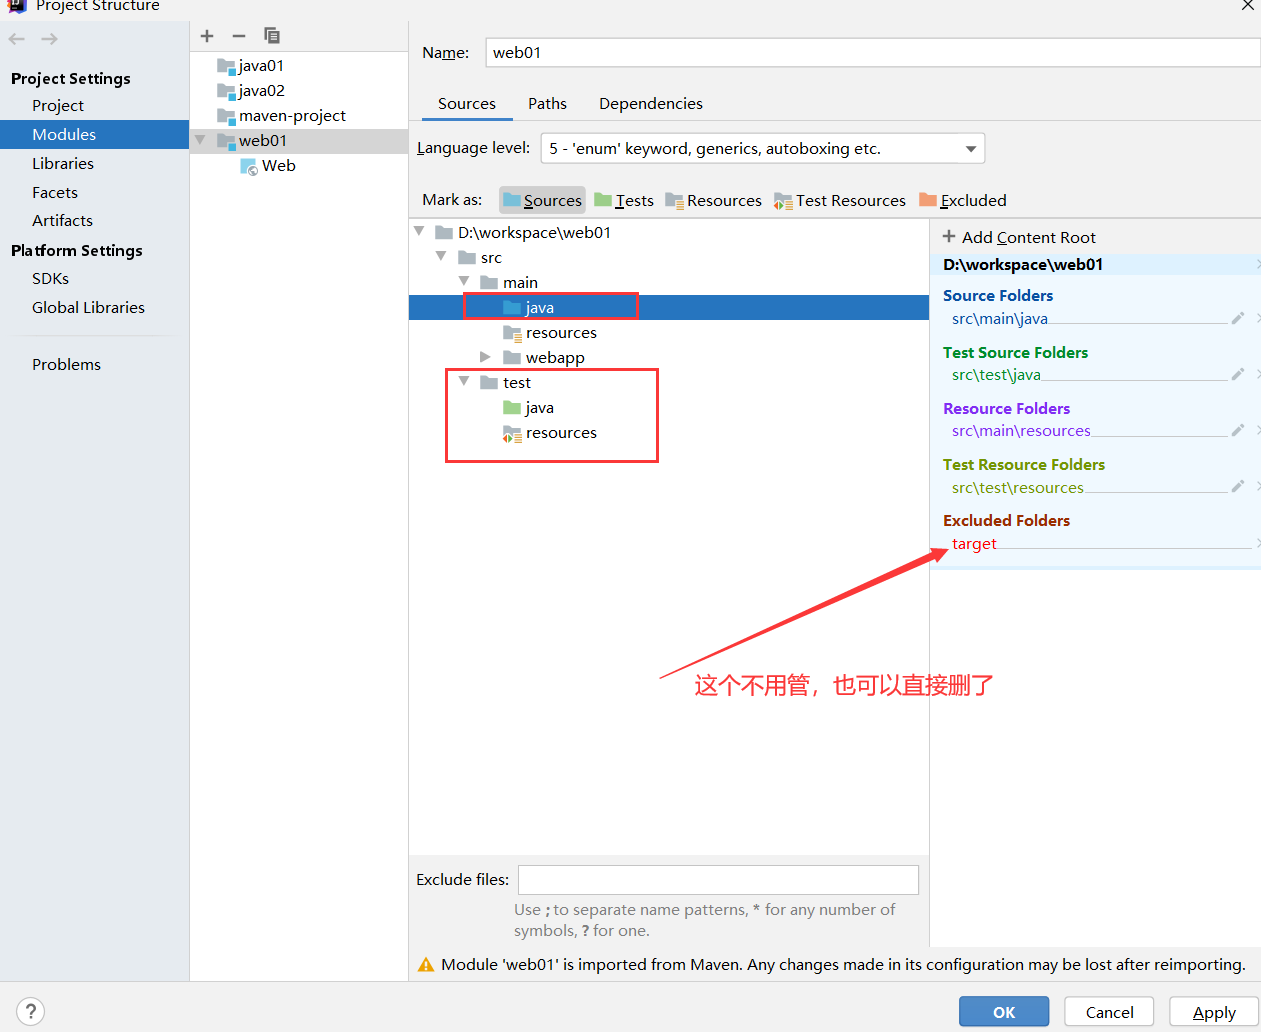 Project Structure
Project Settings
Project
Modules
Libraries
Facets
Artifacts
Platform Settings
SDKs
Global Libraries
Problems
java01
java02
maven-project
web01
Web
Name: web01
Sources Paths Dependencies
Language level: 5 - 'enum' keyword, generics, autoboxing etc.
Mark as: Sources Tests Resources Test Resources Excluded
D:\workspace\web01
src
main
java
resources
webapp
test
java
resources
Add Content Root
D:\workspace\web01
Source Folders
src\main\java
Test Source Folders
src\test\java
Resource Folders
src\main\resources
Test Resource Folders
src\test\resources
Excluded Folders
target
这个不用管，也可以直接删了
Exclude files:
Use ; to separate name patterns, * for any number of
symbols, ? for one.
Module 'web01' is imported from Maven. Any changes made in its configuration may be lost after reimporting.
?
OK Cancel Apply